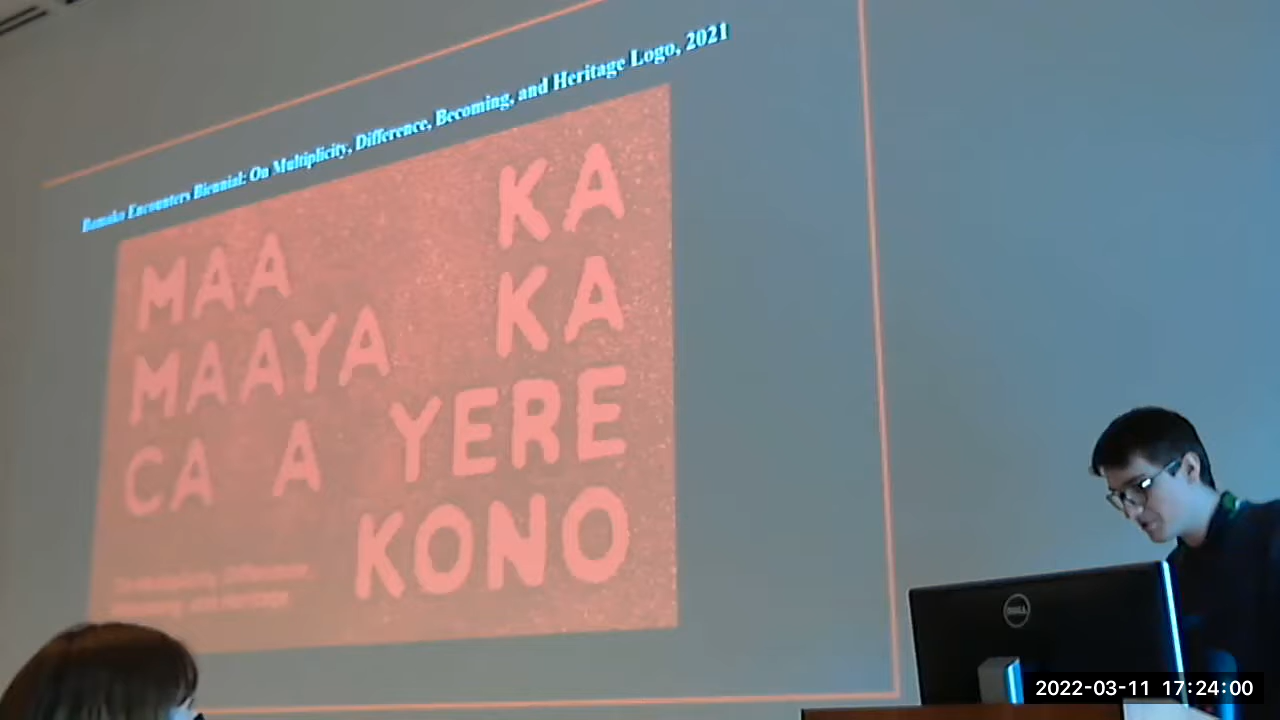 Bamako Encounters Biennial: On Multiplicity, Difference, Becoming, and Heritage Logo, 2021
MAA KA
MAAYA KA
CA A YERE
KONO
DELL
2022-03-11 17:24:00